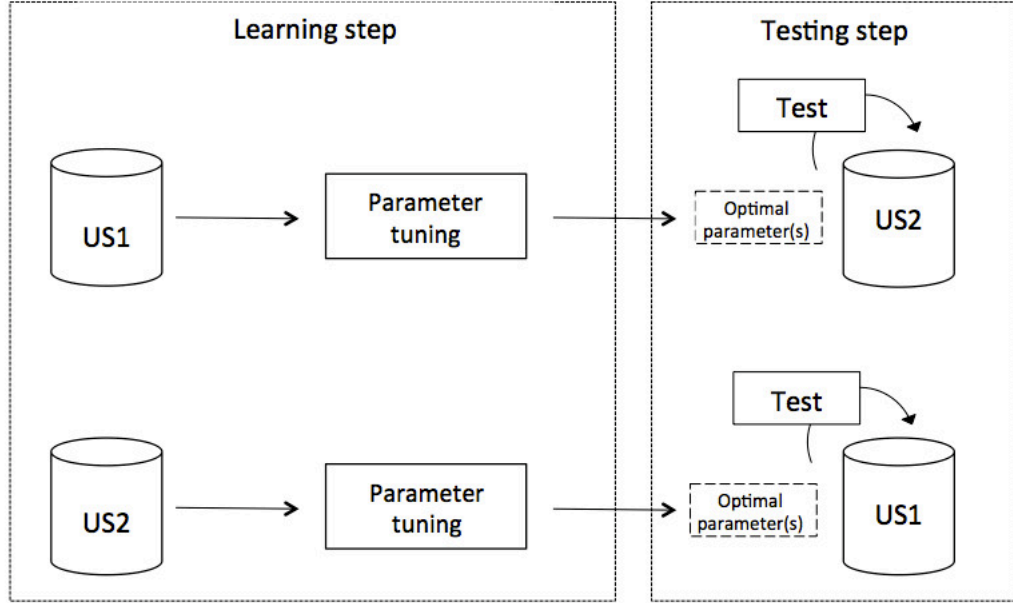 Learning step
Testing step
Test
US1
Parameter
tuning
Optimal
parameter(s)
US2
Test
US2
Parameter
tuning
Optimal
parameter(s)
US1